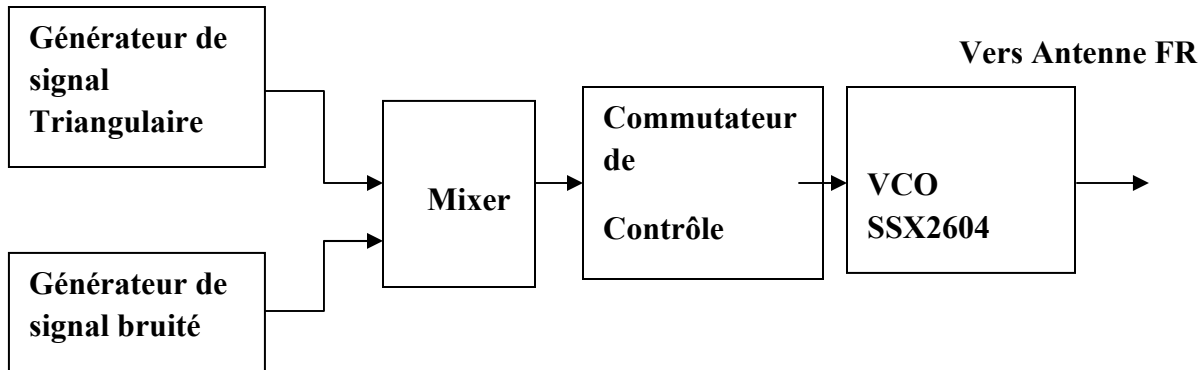 Générateur de
signal
Triangulaire
Vers Antenne FR
Commutateur
de
Contrôle
Mixer
VCO
SSX2604
Générateur de
signal bruité